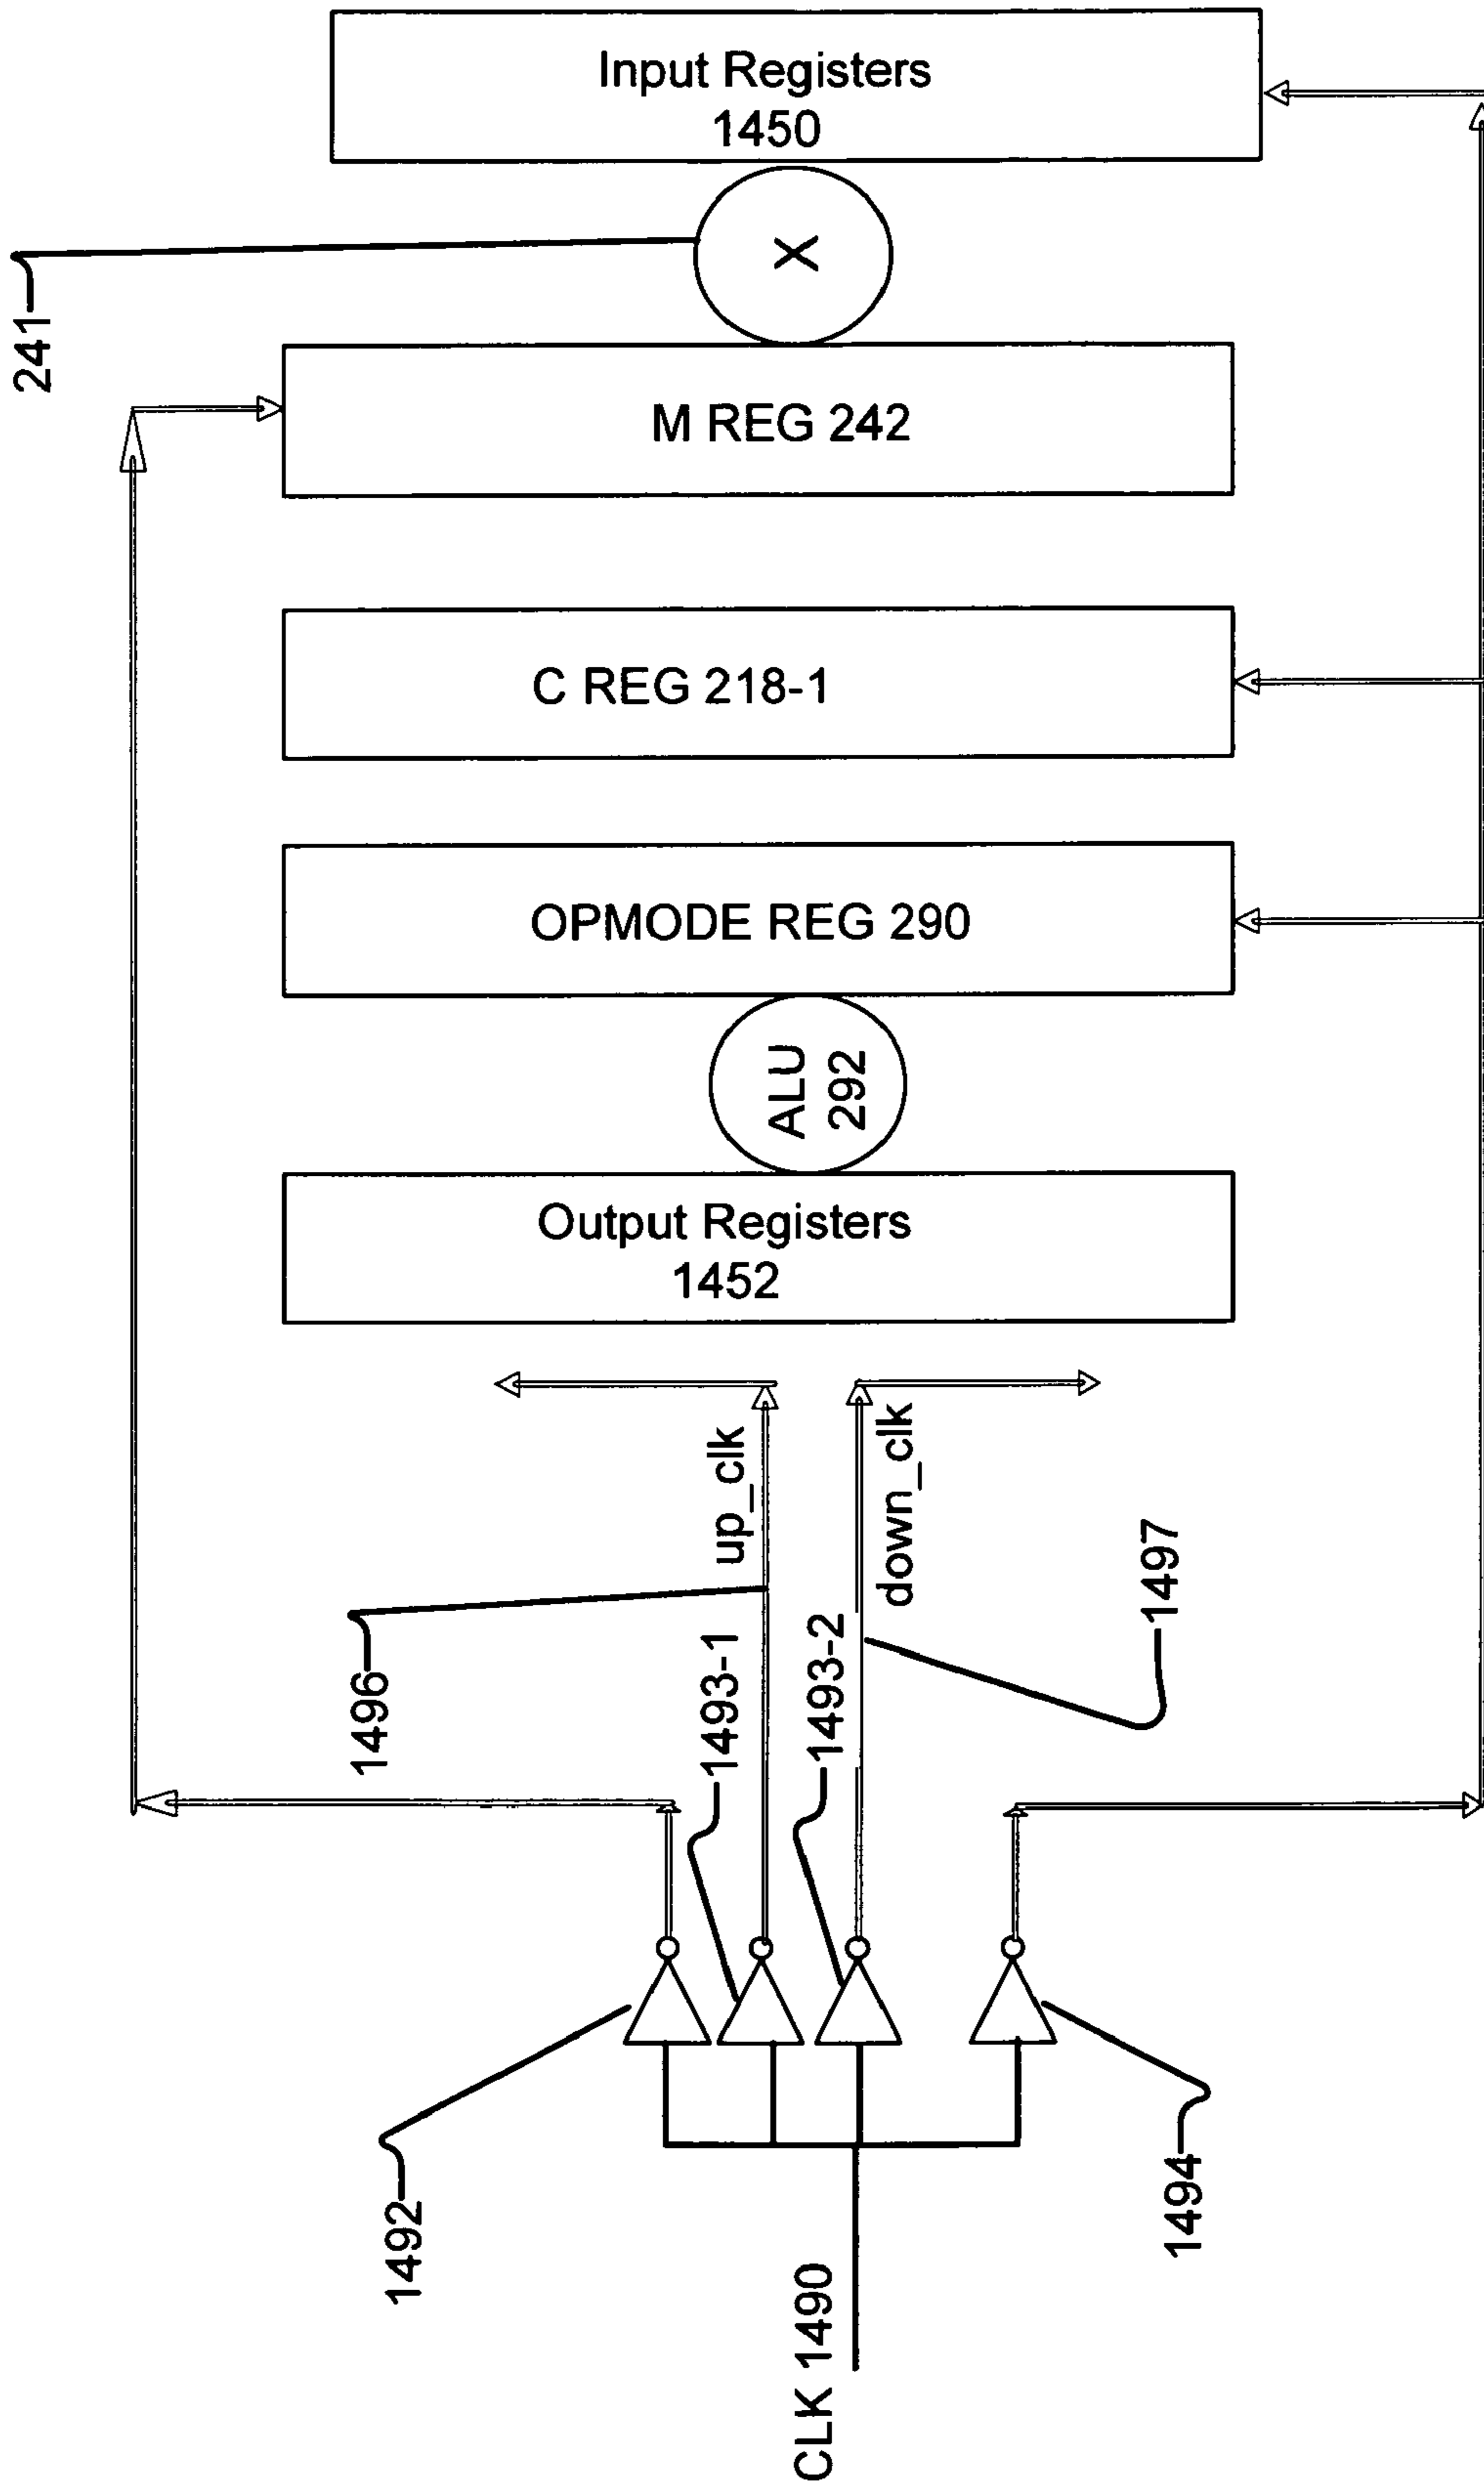 Input Registers
1450
241
X
M REG 242
C REG 218-1
OPMODE REG 290
ALU
292
Output Registers
1452
up_clk
down_clk
1496
1493-1
1493-2
1497
1492
1494
CLK 1490